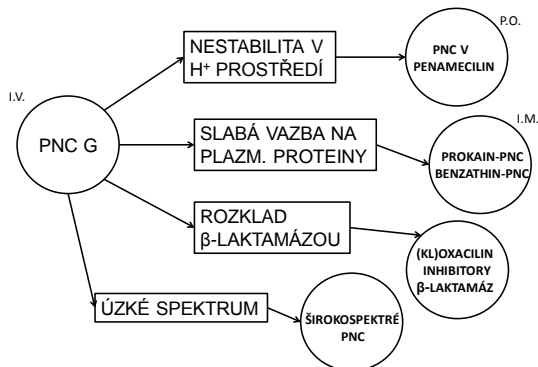 I.V.
PNC G
NESTABILITA V
H⁺ PROSTŘEDÍ
P.O.
PNC V
PENAMECILIN
SLABÁ VAZBA NA
PLAZM. PROTEINY
I.M.
PROKAIN-PNC
BENZATHIN-PNC
ROZKLAD
β-LAKTAMÁZOU
(KL)OXACILIN
INHIBITORY
β-LAKTAMÁZ
ÚZKÉ SPEKTRUM
ŠIROKOSPEKTRÉ
PNC